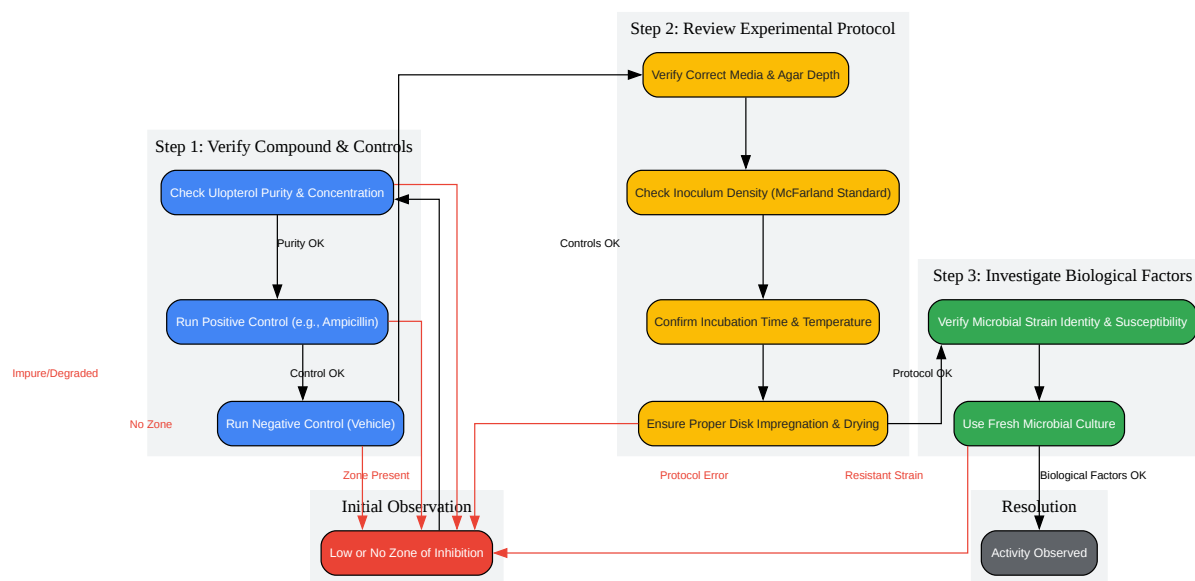 Step 2: Review Experimental Protocol
Verify Correct Media & Agar Depth
Step 1: Verify Compound & Controls
Check Ulopterol Purity & Concentration
Check Inoculum Density (McFarland Standard)
Purity OK
Controls OK
Step 3: Investigate Biological Factors
Run Positive Control (e.g., Ampicillin)
Confirm Incubation Time & Temperature
Verify Microbial Strain Identity & Susceptibility
Impure/Degraded
Control OK
Protocol OK
No Zone
Run Negative Control (Vehicle)
Ensure Proper Disk Impregnation & Drying
Use Fresh Microbial Culture
Zone Present
Protocol Error
Resistant Strain
Biological Factors OK
Initial Observation
Resolution
Low or No Zone of Inhibition
Activity Observed